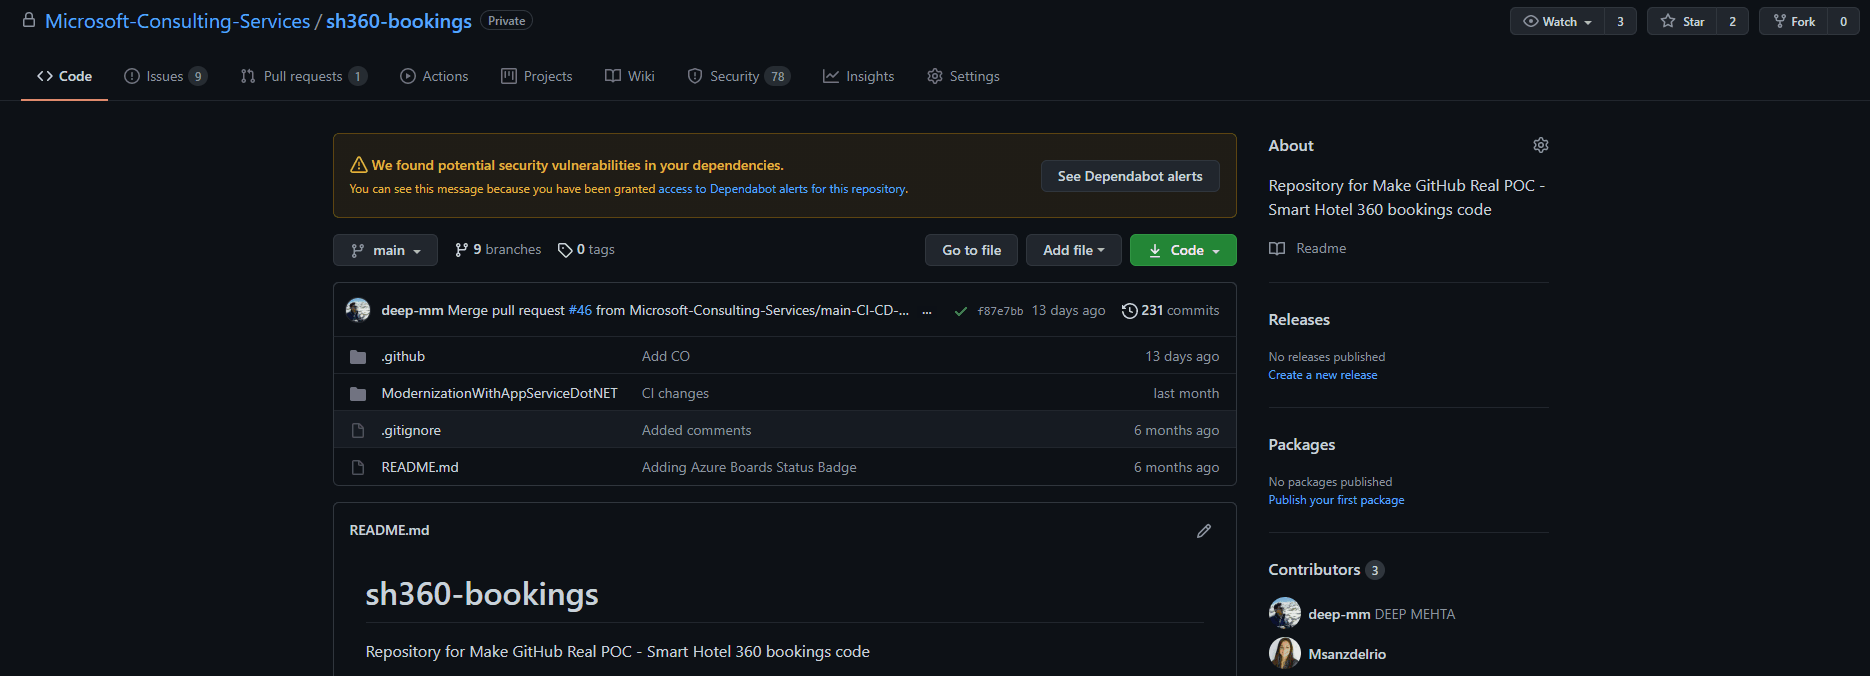 Microsoft-Consulting-Services / sh360-bookings Private
Watch 3 Star 2 Fork 0
Code Issues 9 Pull requests 1 Actions Projects Wiki Security 78 Insights Settings
We found potential security vulnerabilities in your dependencies.
You can see this message because you have been granted access to Dependabot alerts for this repository.
See Dependabot alerts
main 9 branches 0 tags
Go to file Add file Code
deep-mm Merge pull request #46 from Microsoft-Consulting-Services/main-CI-CD-... ... f87e7bb 13 days ago 231 commits
.github Add CO 13 days ago
ModernizationWithAppServiceDotNET CI changes last month
.gitignore Added comments 6 months ago
README.md Adding Azure Boards Status Badge 6 months ago
README.md
sh360-bookings
Repository for Make GitHub Real POC - Smart Hotel 360 bookings code
About
Repository for Make GitHub Real POC -
Smart Hotel 360 bookings code
Readme
Releases
No releases published
Create a new release
Packages
No packages published
Publish your first package
Contributors 3
deep-mm DEEP MEHTA
Msanzdelrio